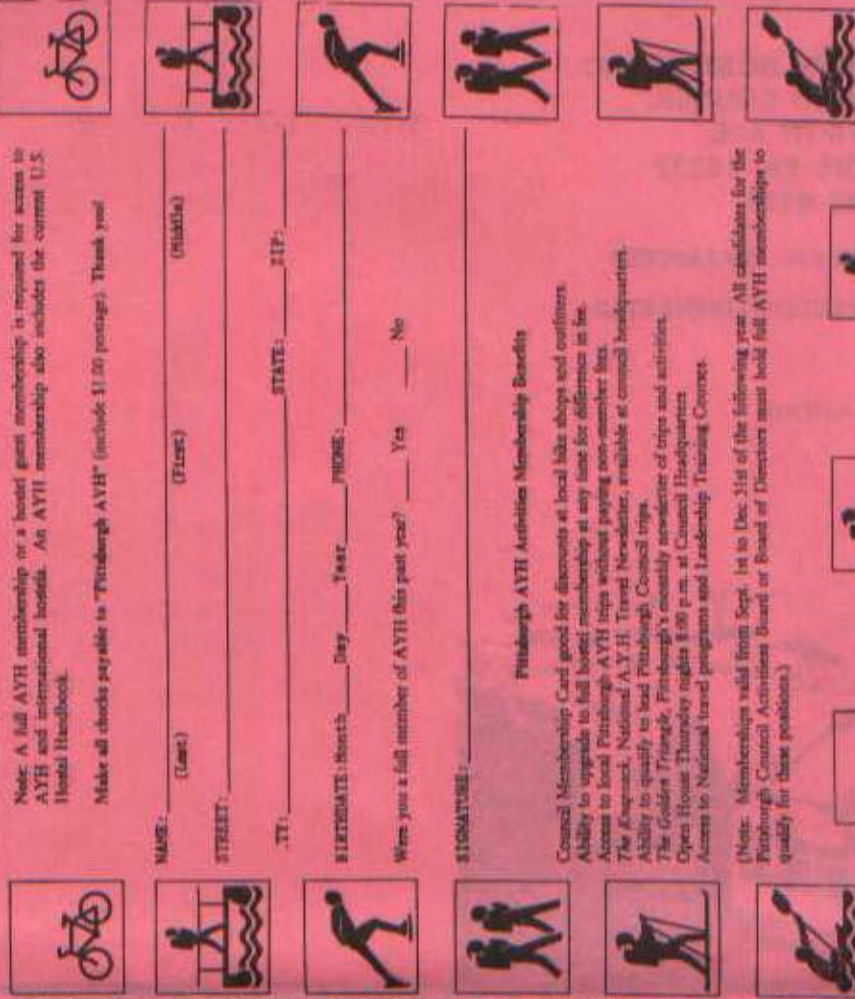 Note: A full AYH membership or a hostel guest membership is required for access to
AYH and international hostels. An AYH membership also includes the current U.S.
Hostel Handbook.
Make all checks payable to "Pittsburgh AYH" (include $1.00 postage). Thank you!
NAME:
(Last) (First) (Middle)
STREET:
TY: STATE: ZIP:
BIRTHDATE: Month Day Year PHONE:
Were you a full member of AYH this past year? Yes No
SIGNATURE:
Pittsburgh AYH Activities Membership Benefits
Council Membership Card good for discounts at local bike shops and outfitters.
Ability to upgrade to full hostel membership at any time for difference in fee.
Access to local Pittsburgh AYH trips without paying non-member fees.
The Knapsack, National A.Y.H. Travel Newsletter, available at council headquarters.
Ability to qualify to lead Pittsburgh Council trips.
The Golden Triangle, Pittsburgh's monthly newsletter of trips and activities.
Open House Thursday nights 8:00 p.m. at Council Headquarters
Access to National travel programs and Leadership Training Courses.
(Note: Memberships valid from Sept. 1st to Dec 31st of the following year. All candidates for the
Pittsburgh Council Activities Board or Board of Directors must hold full AYH memberships to
qualify for these positions.)